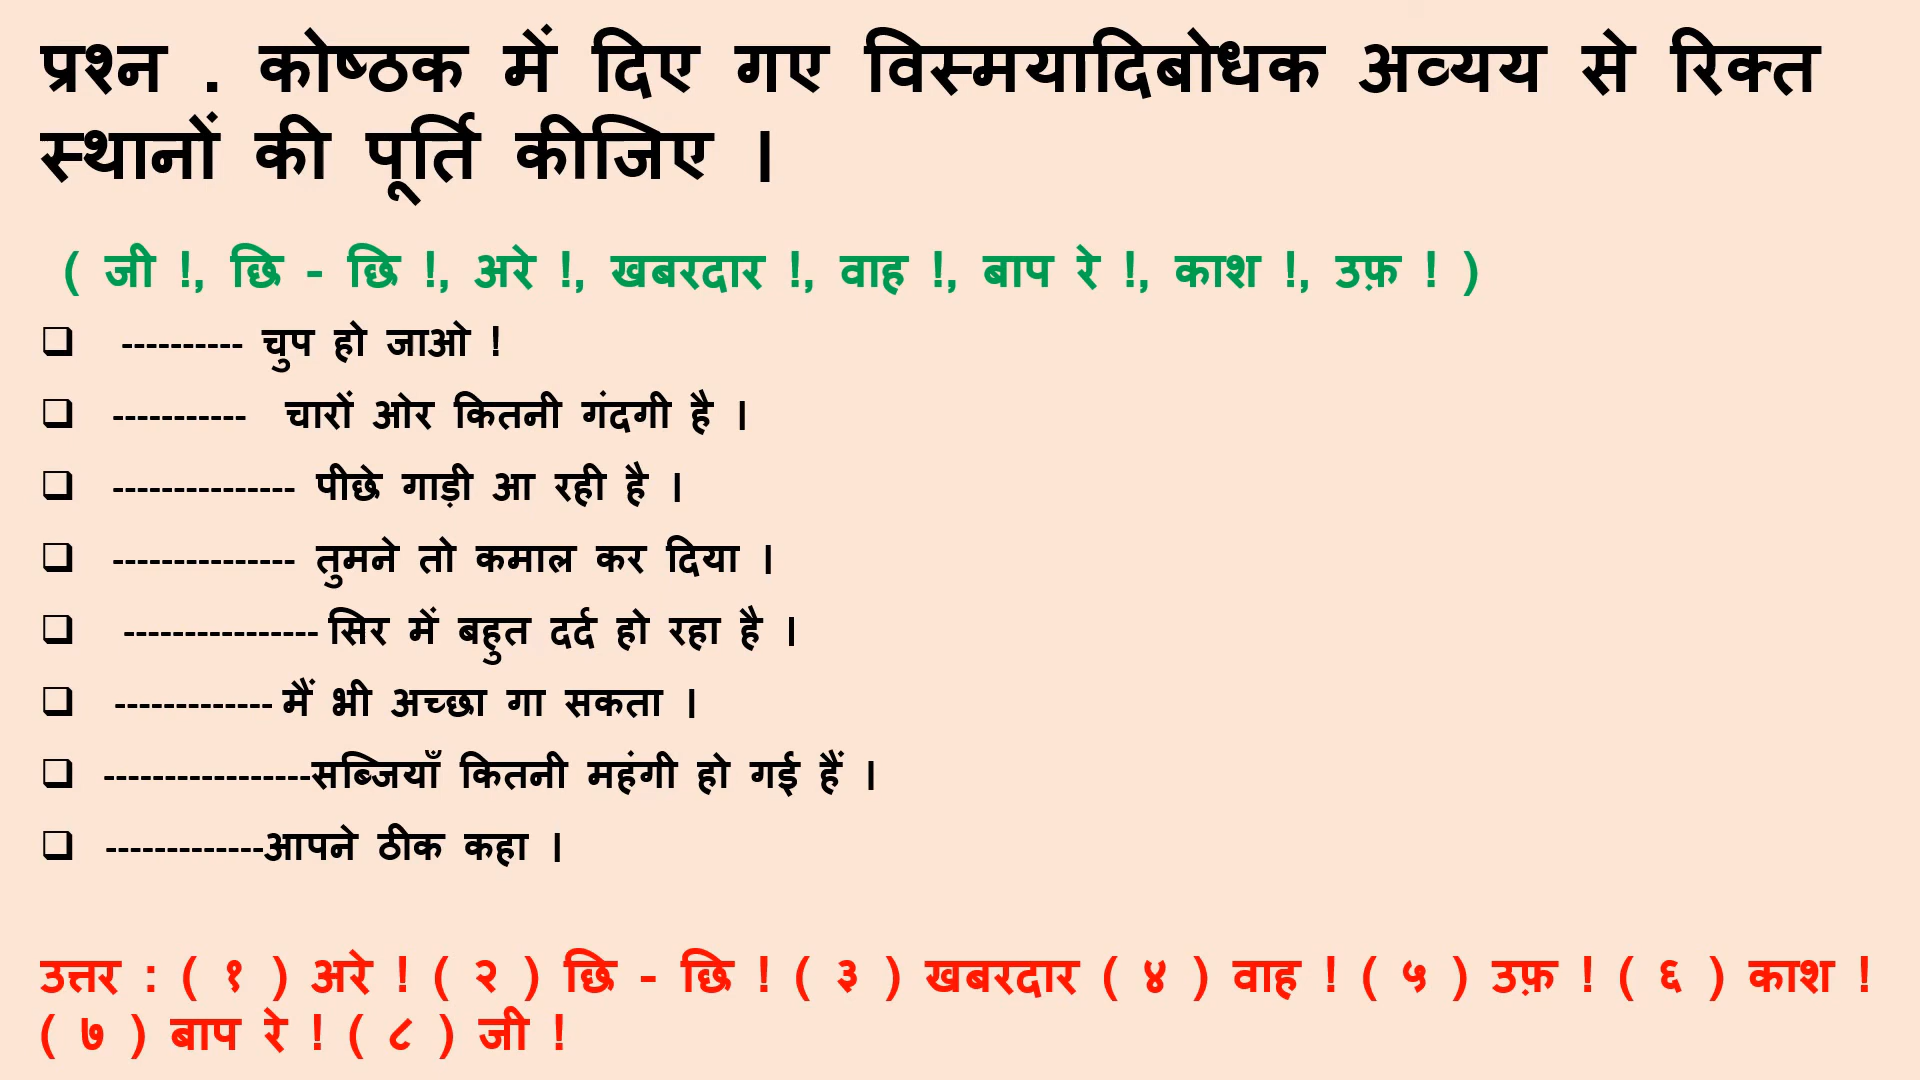 प्रश्न . कोष्ठक में दिए गए विस्मयादिबोधक अव्यय से रिक्त
स्थानों की पूर्ति कीजिए ।
( जी !, छि - छि !, अरे !, खबरदार !, वाह !, बाप रे !, काश !, उफ़ ! )
❑ ---------- चुप हो जाओ !
❑ ----------- चारों ओर कितनी गंदगी है ।
❑ --------------- पीछे गाड़ी आ रही है ।
❑ --------------- तुमने तो कमाल कर दिया ।
❑ ---------------- सिर में बहुत दर्द हो रहा है ।
❑ ------------- मैं भी अच्छा गा सकता ।
❑ -----------------सब्जियाँ कितनी महंगी हो गई हैं ।
❑ -------------आपने ठीक कहा ।
उत्तर : ( १ ) अरे ! ( २ ) छि - छि ! ( ३ ) खबरदार ( ४ ) वाह ! ( ५ ) उफ़ ! ( ६ ) काश !
( ७ ) बाप रे ! ( ८ ) जी !